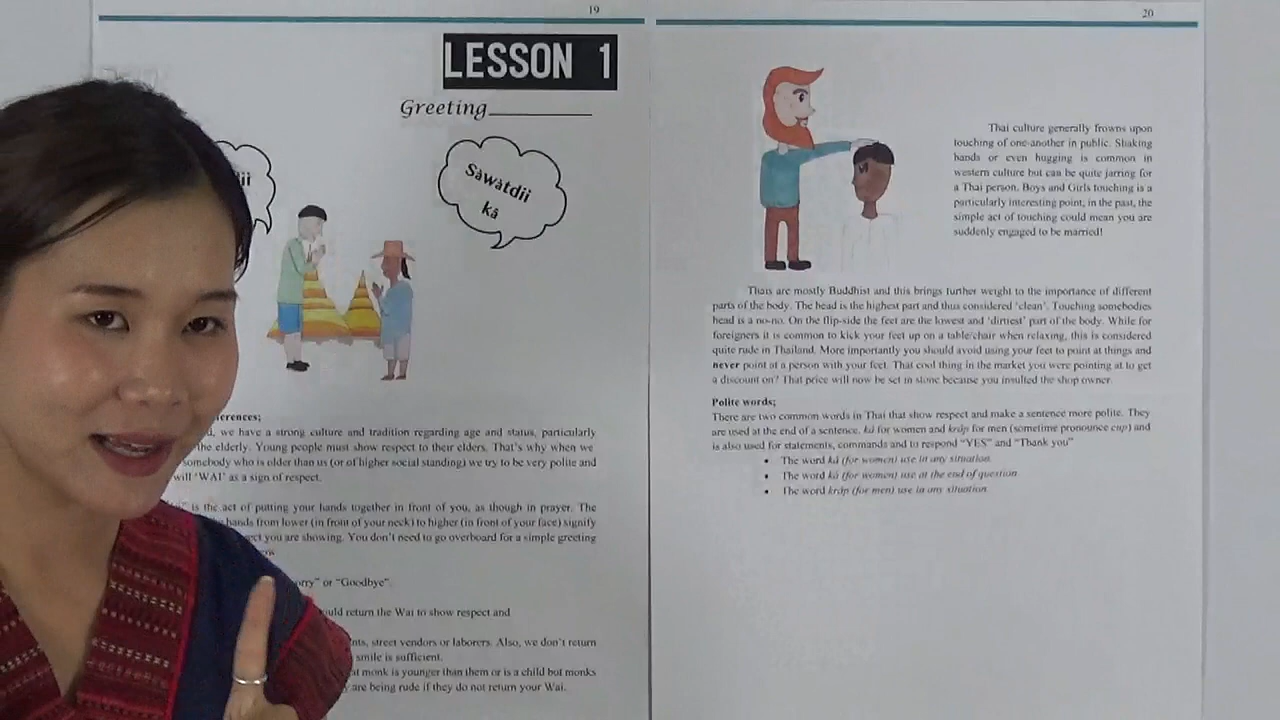 19
LESSON 1
Greeting
Sàwàtdii
kâ
erences;
we have a strong culture and tradition regarding age and status, particularly
the elderly. Young people must show respect to their elders. That's why when we
somebody who is older than us (or of higher social standing) we try to be very polite and
will 'WAI' as a sign of respect.
is the act of putting your hands together in front of you, as though in prayer. The
hands from lower (in front of your neck) to higher (in front of your face) signify
you are showing. You don't need to go overboard for a simple greeting
or "Goodbye".
return the Wai to show respect and
street vendors or laborers. Also, we don't return
smile is sufficient.
monk is younger than them or is a child but monks
are being rude if they do not return your Wai.
20
Thai culture generally frowns upon
touching of one-another in public. Shaking
hands or even hugging is common in
western culture but can be quite jarring for
a Thai person. Boys and Girls touching is a
particularly interesting point, in the past, the
simple act of touching could mean you are
suddenly engaged to be married!
Thais are mostly Buddhist and this brings further weight to the importance of different
parts of the body. The head is the highest part and thus considered 'clean'. Touching somebodies
head is a no-no. On the flip-side the feet are the lowest and 'dirtiest' part of the body. While for
foreigners it is common to kick your feet up on a table/chair when relaxing, this is considered
quite rude in Thailand. More importantly you should avoid using your feet to point at things and
never point at a person with your feet. That cool thing in the market you were pointing at to get
a discount on? That price will now be set in stone because you insulted the shop owner.
Polite words;
There are two common words in Thai that show respect and make a sentence more polite. They
are used at the end of a sentence. kâ for women and kráp for men (sometime pronounce cup) and
is also used for statements, commands and to respond "YES" and "Thank you"
• The word kâ (for women) use in any situation.
• The word ká (for women) use at the end of question.
• The word kráp (for men) use in any situation.